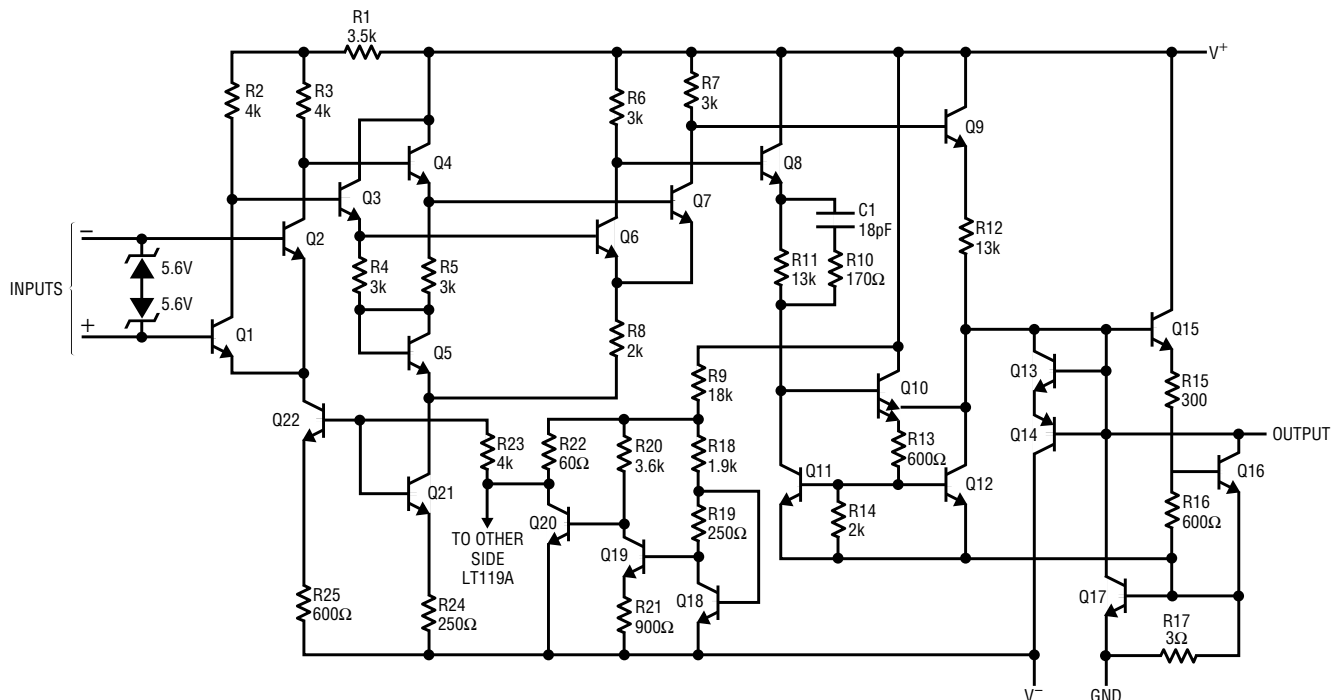 R1
3.5k
V+
R2
4k
R3
4k
R6
3k
R7
3k
Q9
Q4
Q8
Q3
Q7
C1
18pF
R12
13k
–
Q2
Q6
R4
3k
R5
3k
R11
13k
R10
170Ω
5.6V
INPUTS
5.6V
+
Q1
Q5
R8
2k
Q15
R9
18k
Q10
Q13
R15
300
Q22
Q14
OUTPUT
R23
4k
R22
60Ω
R20
3.6k
R18
1.9k
R13
600Ω
Q16
Q21
Q11
Q12
R14
2k
R16
600Ω
TO OTHER
SIDE
LT119A
Q20
Q19
R19
250Ω
R25
600Ω
R24
250Ω
R21
900Ω
Q18
Q17
R17
3Ω
V–
GND